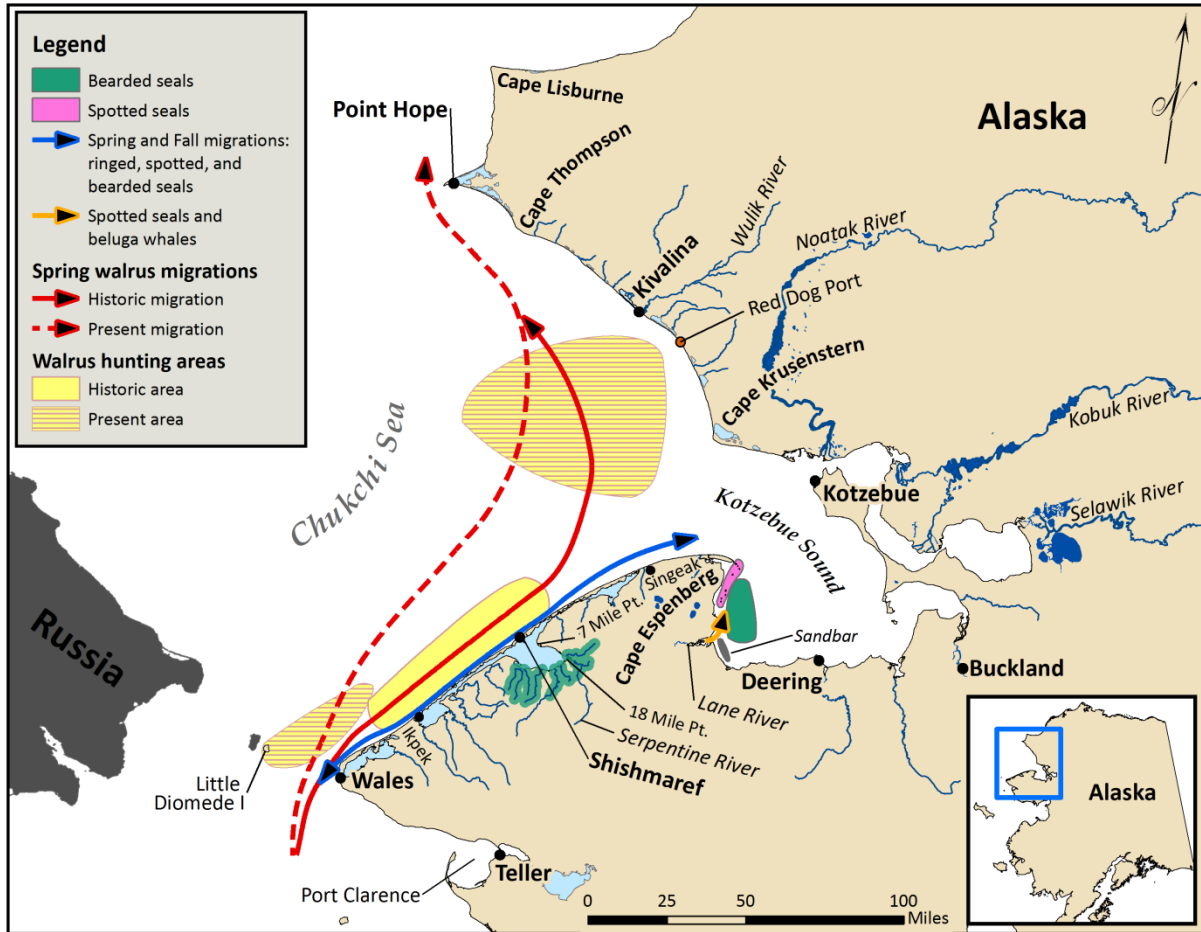 Legend
Bearded seals
Spotted seals
Spring and Fall migrations:
ringed, spotted, and
bearded seals
Spotted seals and
beluga whales
Spring walrus migrations
Historic migration
Present migration
Walrus hunting areas
Historic area
Present area
Cape Lisburne
Point Hope
Alaska
Cape Thompson
Wulik River
Noatak River
Kivalina
Red Dog Port
Cape Krusenstern
Kobuk River
Chukchi Sea
Kotzebue
Selawik River
Kotzebue Sound
Singeak
7 Mile Pt.
Cape Espenberg
Russia
Sandbar
Deering
Buckland
Lane River
18 Mile Pt.
Serpentine River
Ikpek
Shishmaref
Little
Diomede I
Wales
Alaska
Teller
Port Clarence
0 25 50 100
Miles
N